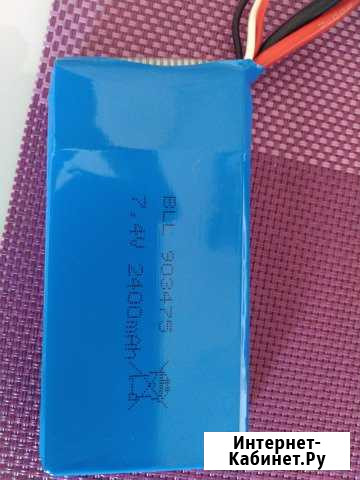 BLL 903475
7.4V 2400mAh/
Интернет-
Кабинет.Ру